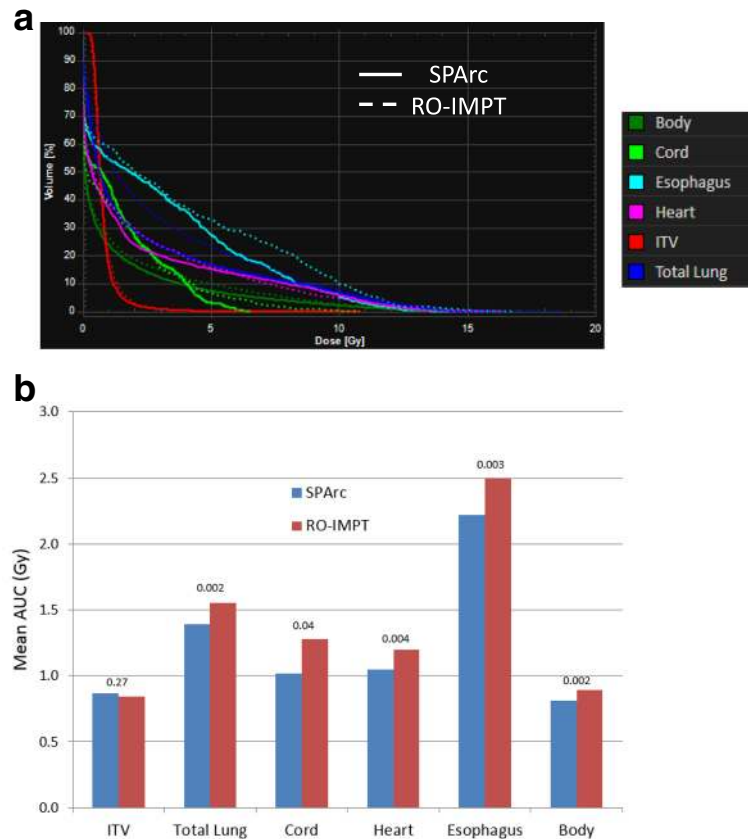 a
100
90
80
70
60
50
40
30
20
10
0
Volume [%]
SPArc
RO-IMPT
0 5 10 15 20
Dose [Gy]
Body
Cord
Esophagus
Heart
ITV
Total Lung
b
3.0
2.5
2.0
1.5
1.0
0.5
0.0
Mean AUC (Gy)
SPArc
RO-IMPT
0.27
0.002
0.04
0.004
0.003
0.002
ITV Total Lung Cord Heart Esophagus Body